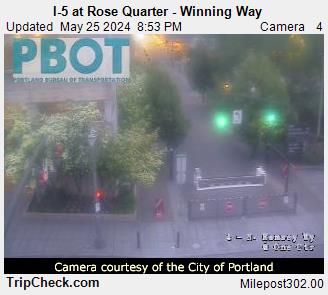 I-5 at Rose Quarter - Winning Way
Updated May 25 2024 8:53 PM Camera 4
PBOT
PORTLAND BUREAU OF TRANSPORTATION
Camera courtesy of the City of Portland
TripCheck.com Milepost302.00